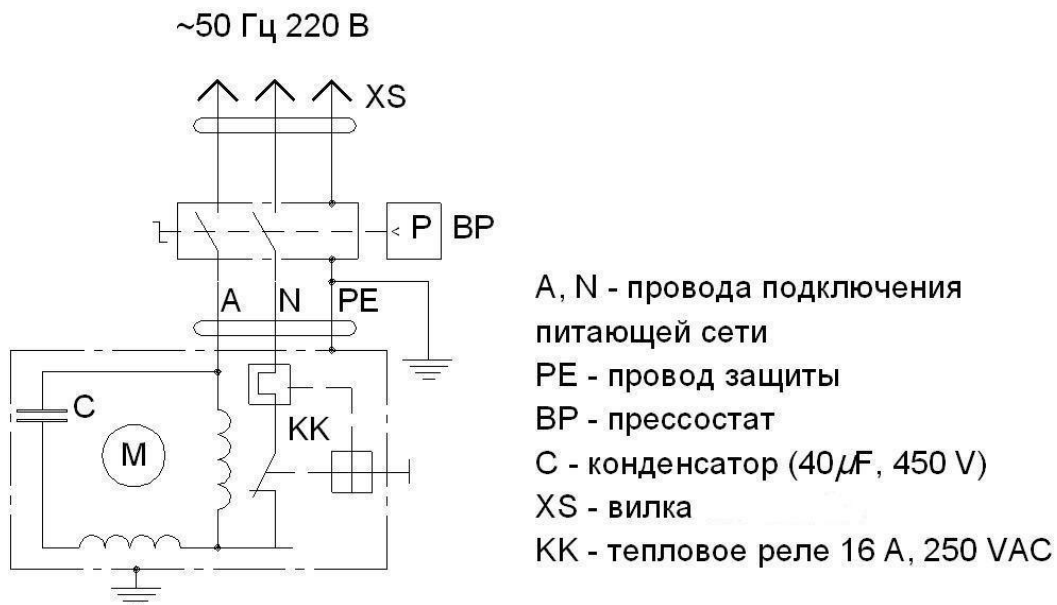 ~50 Гц 220 В
XS
P BP
A N PE
C
KK
M
A, N - провода подключения
питающей сети
PE - провод защиты
BP - прессостат
C - конденсатор (40μF, 450 V)
XS - вилка
KK - тепловое реле 16 A, 250 VAC